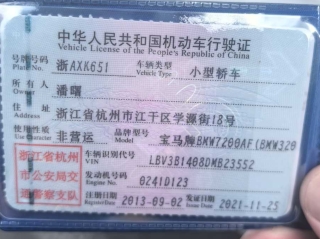 中华人民共和国机动车行驶证
Vehicle License of the People's Republic of China
号牌号码 浙AXK651 车辆类型 小型轿车
Plate No. Vehicle Type
所有人 潘曙
Owner
住址 浙江省杭州市江干区学源街18号
Address
使用性质 非营运 品牌型号 宝马牌BMW7200AF(BMW320
Model
浙江省杭州
市公安局交
通警察支队
车辆识别代号 LBV3B1408DMB23552
VIN
发动机号码 0241D123
Engine No.
注册日期 2013-09-02 发证日期 2021-11-25